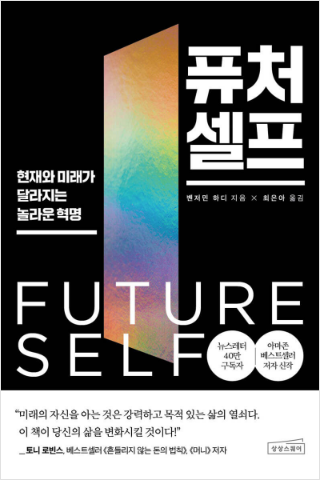 퓨처
셀프
현재와 미래가
달라지는
놀라운 혁명
벤저민 하디 지음 × 최은아 옮김
FUTURE
SELF
뉴스레터
40만
구독자
아마존
베스트셀러
저자 신작
“미래의 자신을 아는 것은 강력하고 목적 있는 삶의 열쇠다.
이 책이 당신의 삶을 변화시킬 것이다!”
_토니 로빈스, 베스트셀러 《흔들리지 않는 돈의 법칙》, 《머니》 저자
상상스퀘어